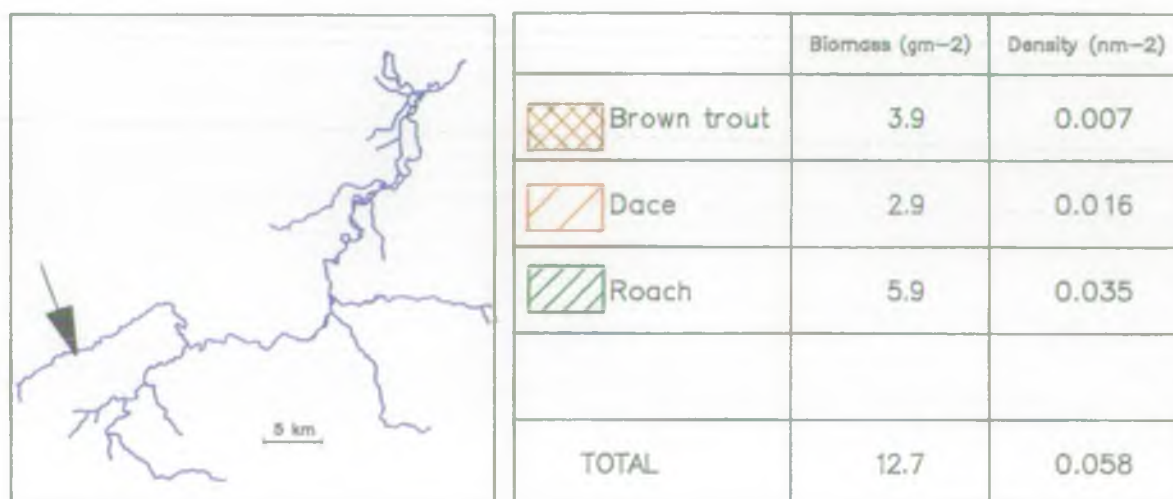 5 km
Biomass (gm-2) Density (nm-2)
Brown trout 3.9 0.007
Dace 2.9 0.016
Roach 5.9 0.035
TOTAL 12.7 0.058